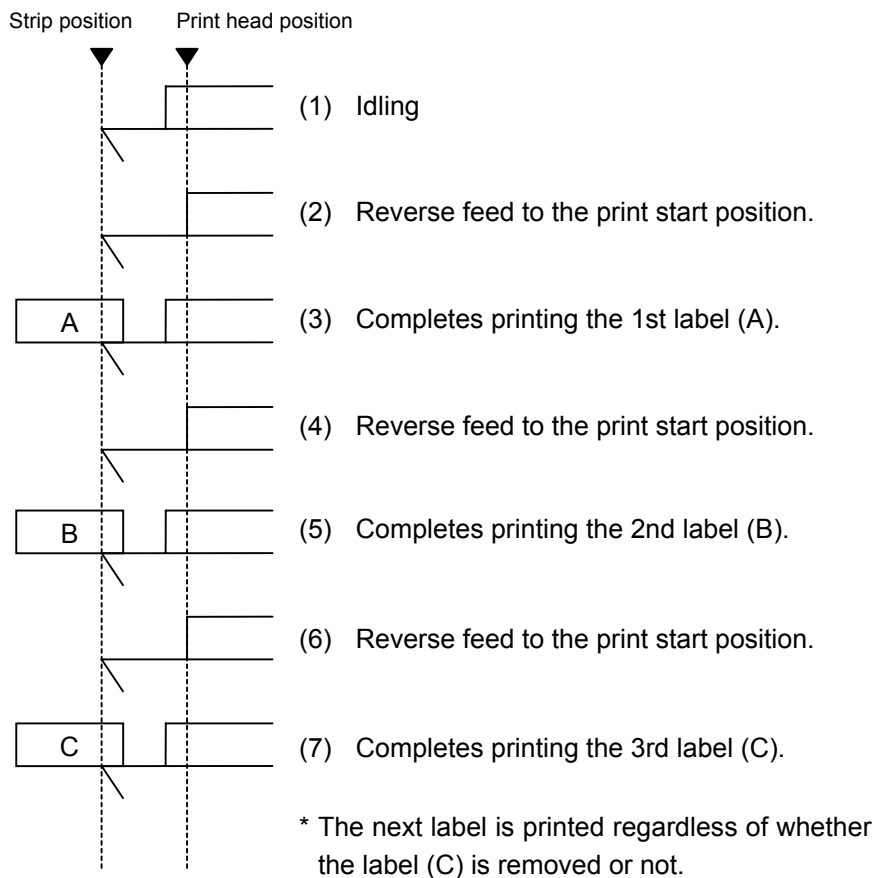 Strip position Print head position
(1) Idling
(2) Reverse feed to the print start position.
A (3) Completes printing the 1st label (A).
(4) Reverse feed to the print start position.
B (5) Completes printing the 2nd label (B).
(6) Reverse feed to the print start position.
C (7) Completes printing the 3rd label (C).
* The next label is printed regardless of whether
the label (C) is removed or not.